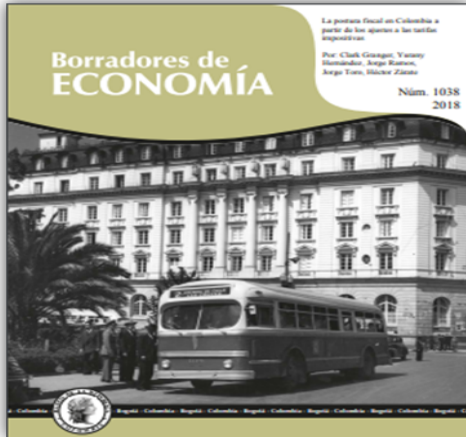 La postura fiscal en Colombia a
partir de los ajustes a las tarifas
impositivas
Por: Clark Granger, Yurany
Hernández, Jorge Ramos,
Jorge Toro, Héctor Zárate
Borradores de
ECONOMÍA
Núm. 1038
2018
- Colombia - Bogotá - Colombia - Bogotá - Colombia - Bogotá - Colombia - Bogotá - Colombia - Bogotá - Colombia